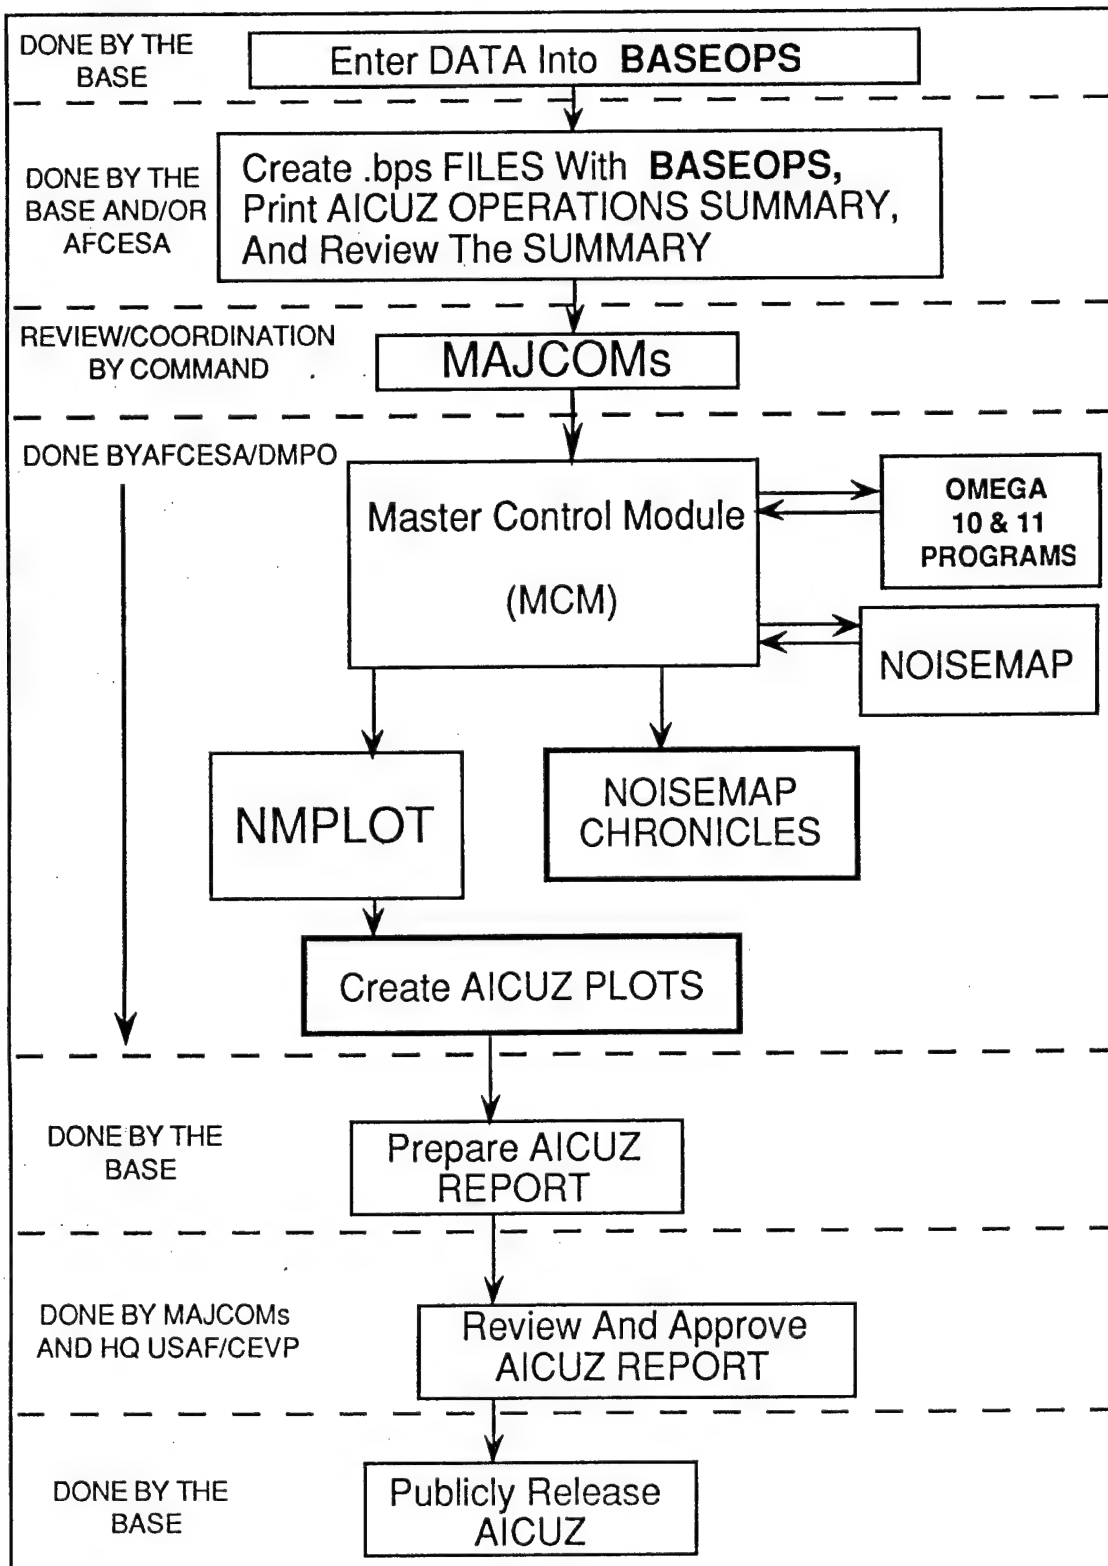 DONE BY THE
BASE
Enter DATA Into BASEOPS
DONE BY THE
BASE AND/OR
AFCESA
Create .bps FILES With BASEOPS,
Print AICUZ OPERATIONS SUMMARY,
And Review The SUMMARY
REVIEW/COORDINATION
BY COMMAND
MAJCOMs
DONE BYAFCESA/DMPO
Master Control Module
(MCM)
OMEGA
10 & 11
PROGRAMS
NOISEMAP
NMPLOT
NOISEMAP
CHRONICLES
Create AICUZ PLOTS
DONE BY THE
BASE
Prepare AICUZ
REPORT
DONE BY MAJCOMs
AND HQ USAF/CEVP
Review And Approve
AICUZ REPORT
DONE BY THE
BASE
Publicly Release
AICUZ